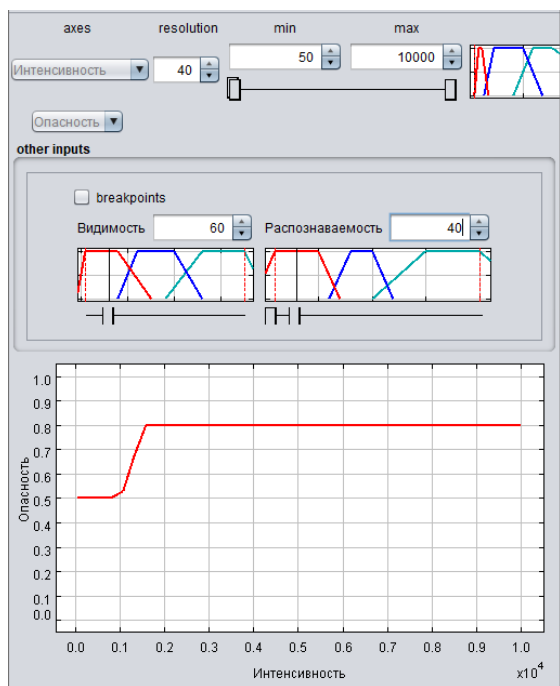 axes resolution min max
Интенсивность 40 50 10000
Опасность
other inputs
breakpoints
Видимость 60 Распознаваемость 40
1.0
0.9
0.8
0.7
0.6
0.5
0.4
0.3
0.2
0.1
0.0
Опасность
0.0 0.1 0.2 0.3 0.4 0.5 0.6 0.7 0.8 0.9 1.0
Интенсивность x10⁴